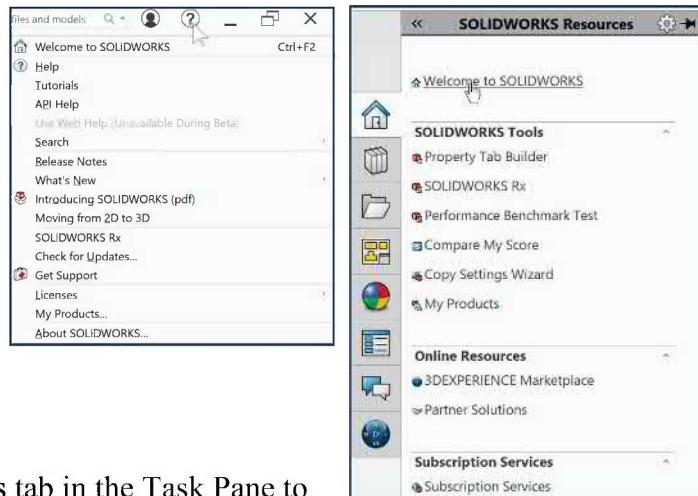 files and models
Welcome to SOLIDWORKS Ctrl+F2
Help
Tutorials
API Help
Use Web Help (Unavailable During Beta)
Search
Release Notes
What's New
Introducing SOLIDWORKS (pdf)
Moving from 2D to 3D
SOLIDWORKS Rx
Check for Updates...
Get Support
Licenses
My Products...
About SOLIDWORKS...
SOLIDWORKS Resources
Welcome to SOLIDWORKS
SOLIDWORKS Tools
Property Tab Builder
SOLIDWORKS Rx
Performance Benchmark Test
Compare My Score
Copy Settings Wizard
My Products
Online Resources
3DEXPERIENCE Marketplace
Partner Solutions
Subscription Services
Subscription Services
s tab in the Task Pane to